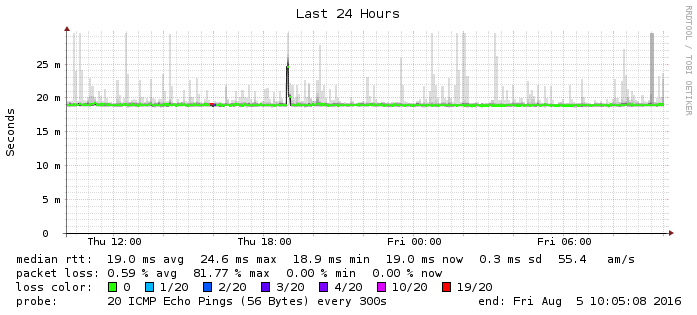 Last 24 Hours
RRDTOOL / TOBI OETIKER
Seconds
25 m
20 m
15 m
10 m
5 m
0
Thu 12:00 Thu 18:00 Fri 00:00 Fri 06:00
median rtt: 19.0 ms avg 24.6 ms max 18.9 ms min 19.0 ms now 0.3 ms sd 55.4 am/s
packet loss: 0.59 % avg 81.77 % max 0.00 % min 0.00 % now
loss color: 0 1/20 2/20 3/20 4/20 10/20 19/20
probe: 20 ICMP Echo Pings (56 Bytes) every 300s end: Fri Aug 5 10:05:08 2016